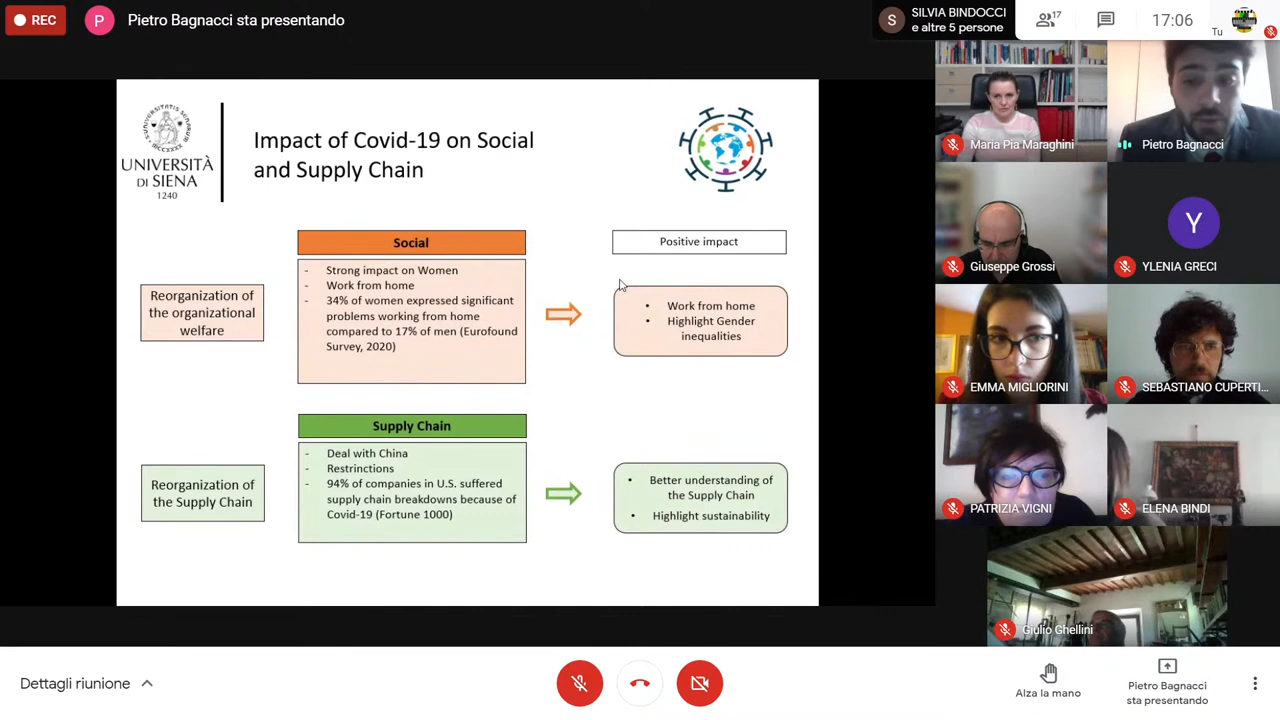 REC
P
Pietro Bagnacci sta presentando
S
SILVIA BINDOCCI
e altre 5 persone
17
17:06
Tu
UNIVERSITÀ
DI SIENA
1240
Impact of Covid-19 on Social
and Supply Chain
Social
Positive impact
Reorganization of
the organizational
welfare
- Strong impact on Women
- Work from home
- 34% of women expressed significant
problems working from home
compared to 17% of men (Eurofound
Survey, 2020)
• Work from home
• Highlight Gender
inequalities
Supply Chain
Reorganization of
the Supply Chain
- Deal with China
- Restrinctions
- 94% of companies in U.S. suffered
supply chain breakdowns because of
Covid-19 (Fortune 1000)
• Better understanding of
the Supply Chain
• Highlight sustainability
Maria Pia Maraghini
Pietro Bagnacci
Giuseppe Grossi
Y
YLENIA GRECI
EMMA MIGLIORINI
SEBASTIANO CUPERTI...
PATRIZIA VIGNI
ELENA BINDI
Giulio Ghellini
Dettagli riunione
Alza la mano
Pietro Bagnacci
sta presentando